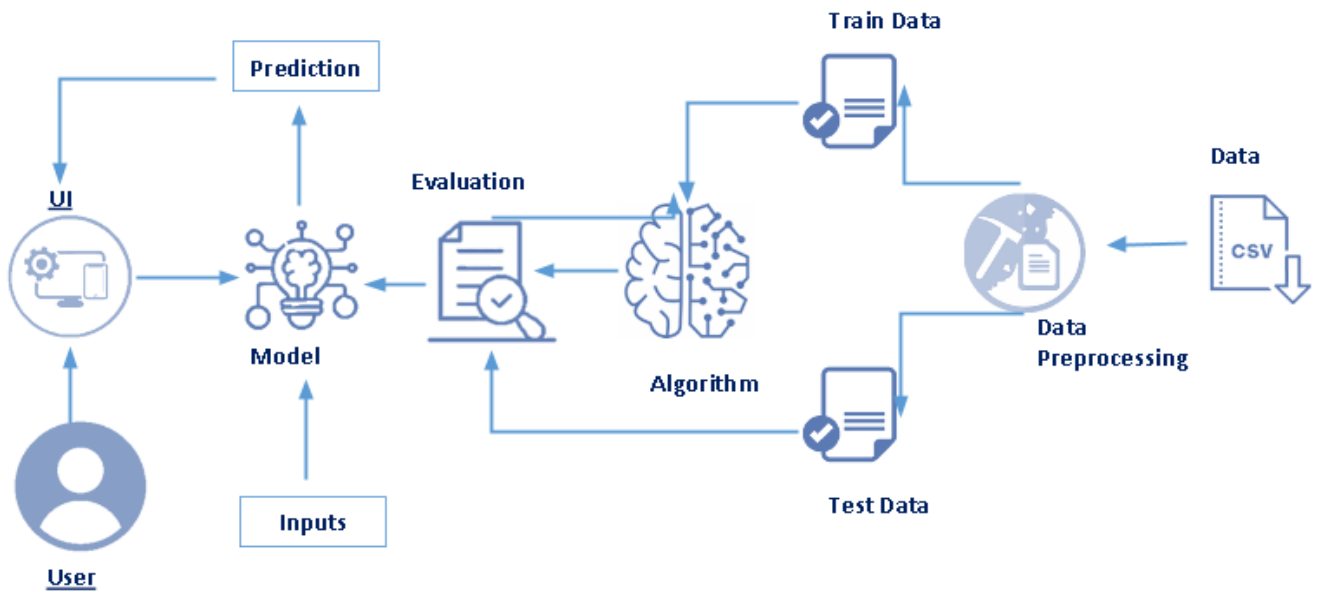 Train Data
Prediction
Data
Evaluation
UI
CSV
Data
Preprocessing
Model
Algorithm
Test Data
Inputs
User